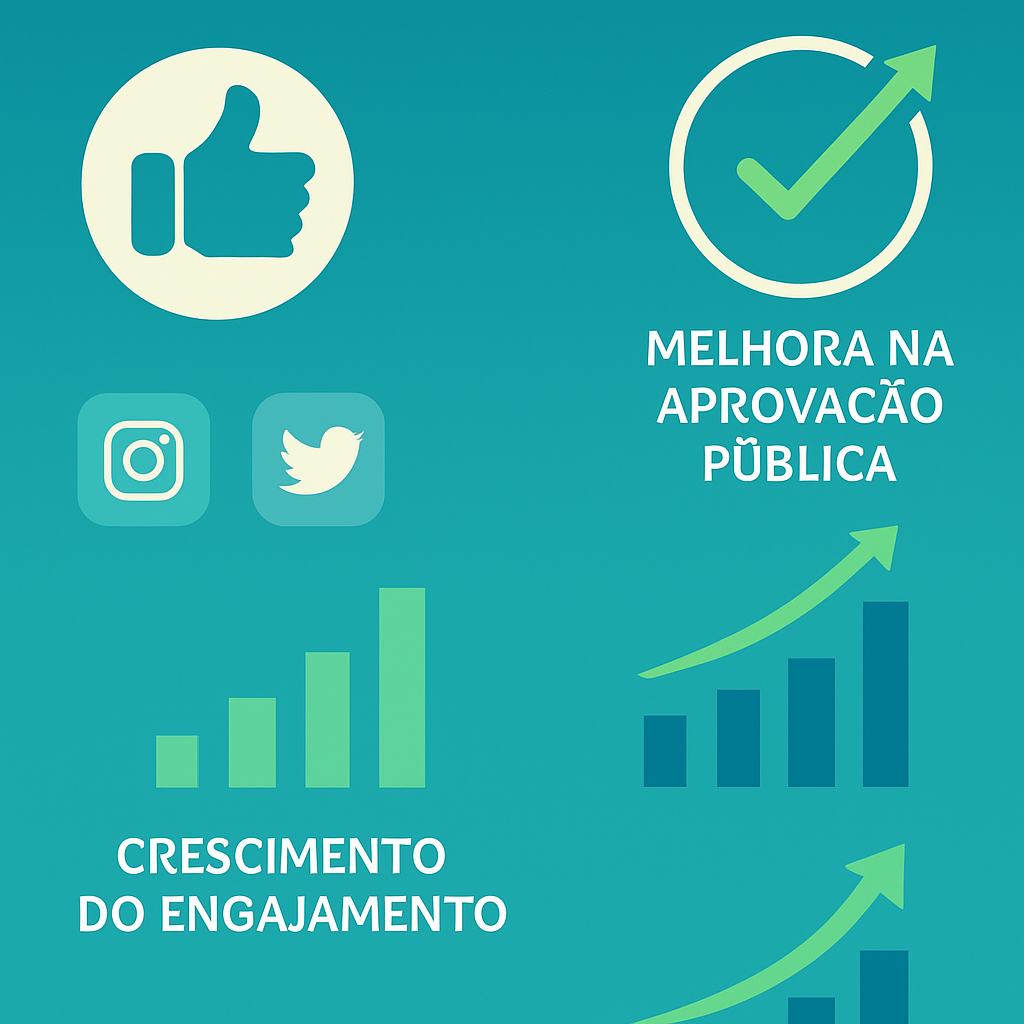 MELHORA NA
APROVACÃO
PŨBLICA
CRESCIMENTO
DO ENGAJAMENTO